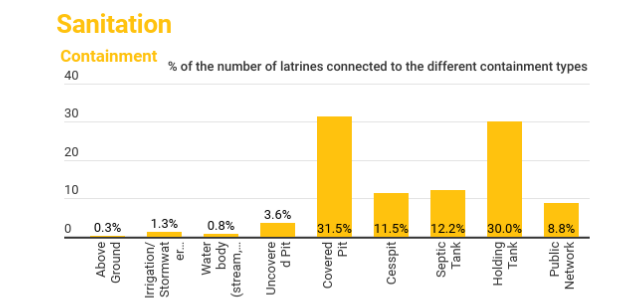 Sanitation
Containment
% of the number of latrines connected to the different containment types
40
30
20
10
0
0.3%
1.3%
0.8%
3.6%
31.5%
11.5%
12.2%
30.0%
8.8%
Above
Ground
Irrigation/
Stormwat
er...
Water
body
(stream,...
Uncovere
d Pit
Covered
Pit
Cesspit
Septic
Tank
Holding
Tank
Public
Network